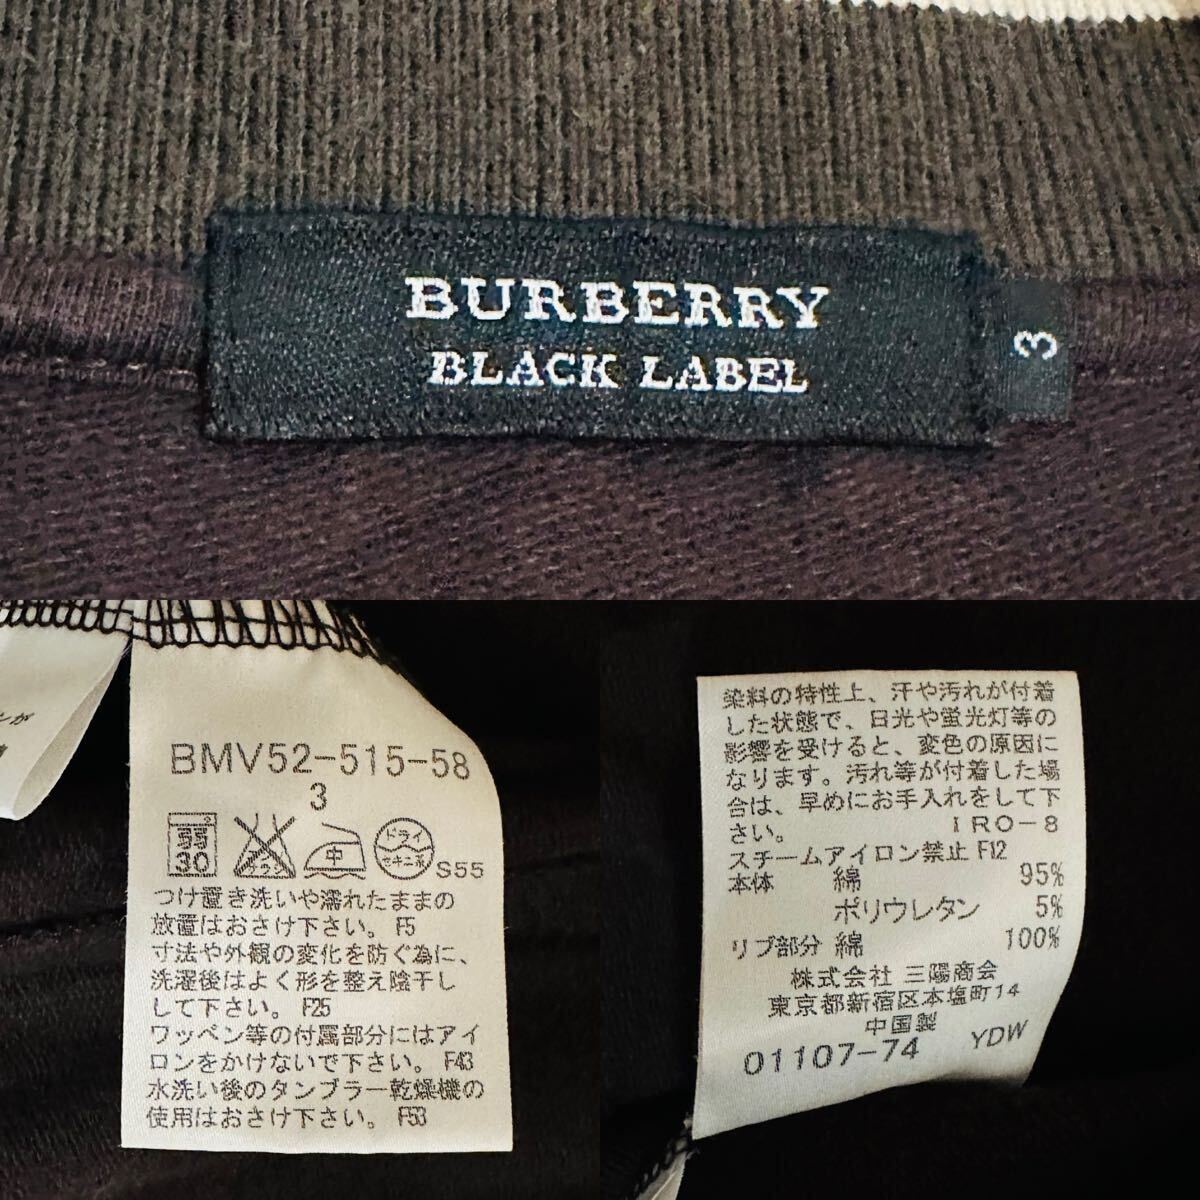 BURBERRY
BLACK LABEL
3
BMV52-515-58
3
弱
30
中
ドライ
セキユ系
S55
つけ置き洗いや濡れたままの
放置はおさけ下さい。F5
寸法や外観の変化を防ぐ為に、
洗濯後はよく形を整え陰干し
して下さい。F25
ワッペン等の付属部分にはアイ
ロンをかけないで下さい。F43
水洗い後のタンブラー乾燥機の
使用はおさけ下さい。F53
染料の特性上、汗や汚れが付着
した状態で、日光や蛍光灯等の
影響を受けると、変色の原因に
なります。汚れ等が付着した場
合は、早めにお手入れをして下
さい。 IRO-8
スチームアイロン禁止 F12
本体 綿 95%
ポリウレタン 5%
リブ部分 綿 100%
株式会社 三陽商会
東京都新宿区本塩町14
中国製
01107-74 YDW